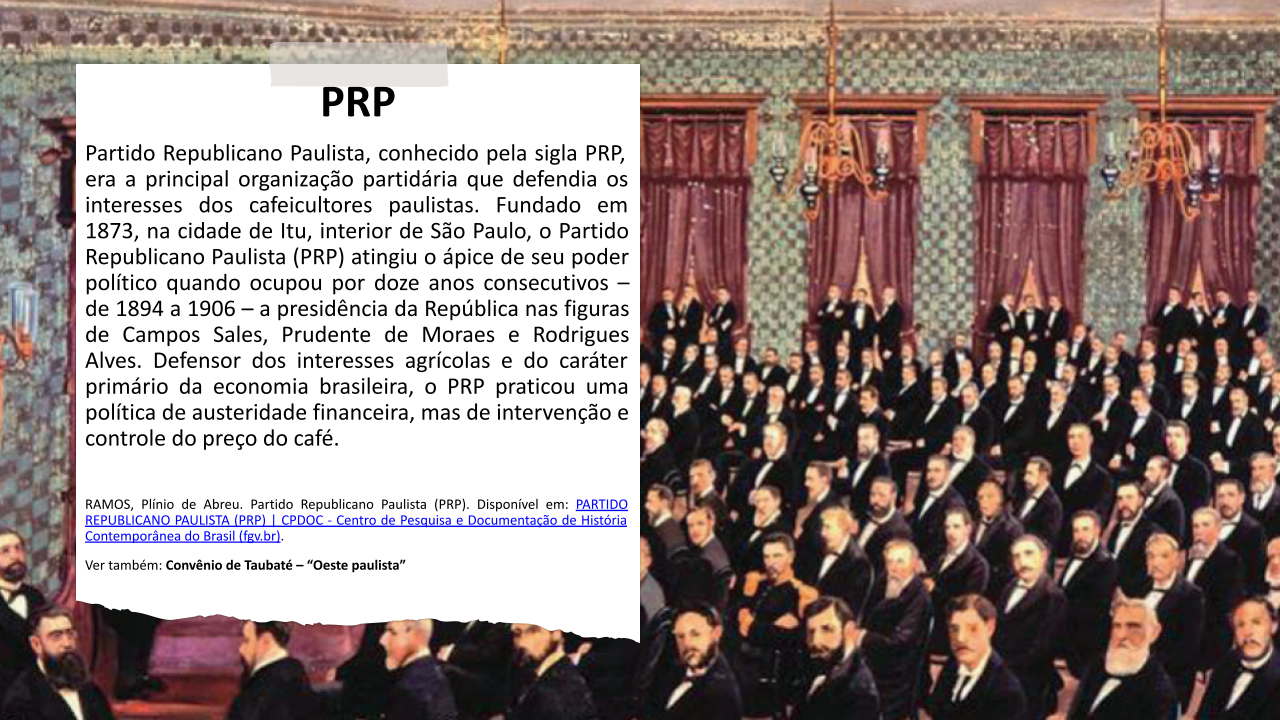 PRP
Partido Republicano Paulista, conhecido pela sigla PRP,
era a principal organização partidária que defendia os
interesses dos cafeicultores paulistas. Fundado em
1873, na cidade de Itu, interior de São Paulo, o Partido
Republicano Paulista (PRP) atingiu o ápice de seu poder
político quando ocupou por doze anos consecutivos –
de 1894 a 1906 – a presidência da República nas figuras
de Campos Sales, Prudente de Moraes e Rodrigues
Alves. Defensor dos interesses agrícolas e do caráter
primário da economia brasileira, o PRP praticou uma
política de austeridade financeira, mas de intervenção e
controle do preço do café.
RAMOS, Plínio de Abreu. Partido Republicano Paulista (PRP). Disponível em: PARTIDO
REPUBLICANO PAULISTA (PRP) | CPDOC - Centro de Pesquisa e Documentação de História
Contemporânea do Brasil (fgv.br).
Ver também: Convênio de Taubaté – “Oeste paulista”